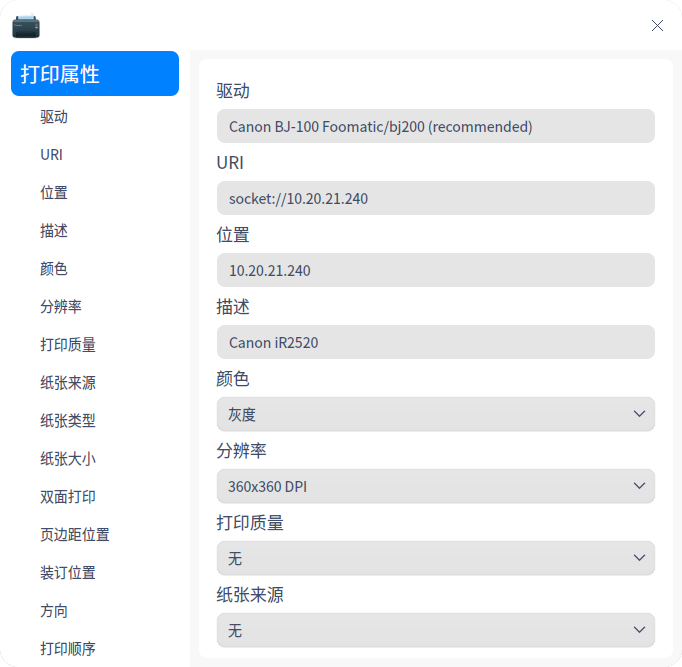 打印属性
驱动
URI
位置
描述
颜色
分辨率
打印质量
纸张来源
纸张类型
纸张大小
双面打印
页边距位置
装订位置
方向
打印顺序
驱动
Canon BJ-100 Foomatic/bj200 (recommended)
URI
socket://10.20.21.240
位置
10.20.21.240
描述
Canon iR2520
颜色
灰度
分辨率
360x360 DPI
打印质量
无
纸张来源
无